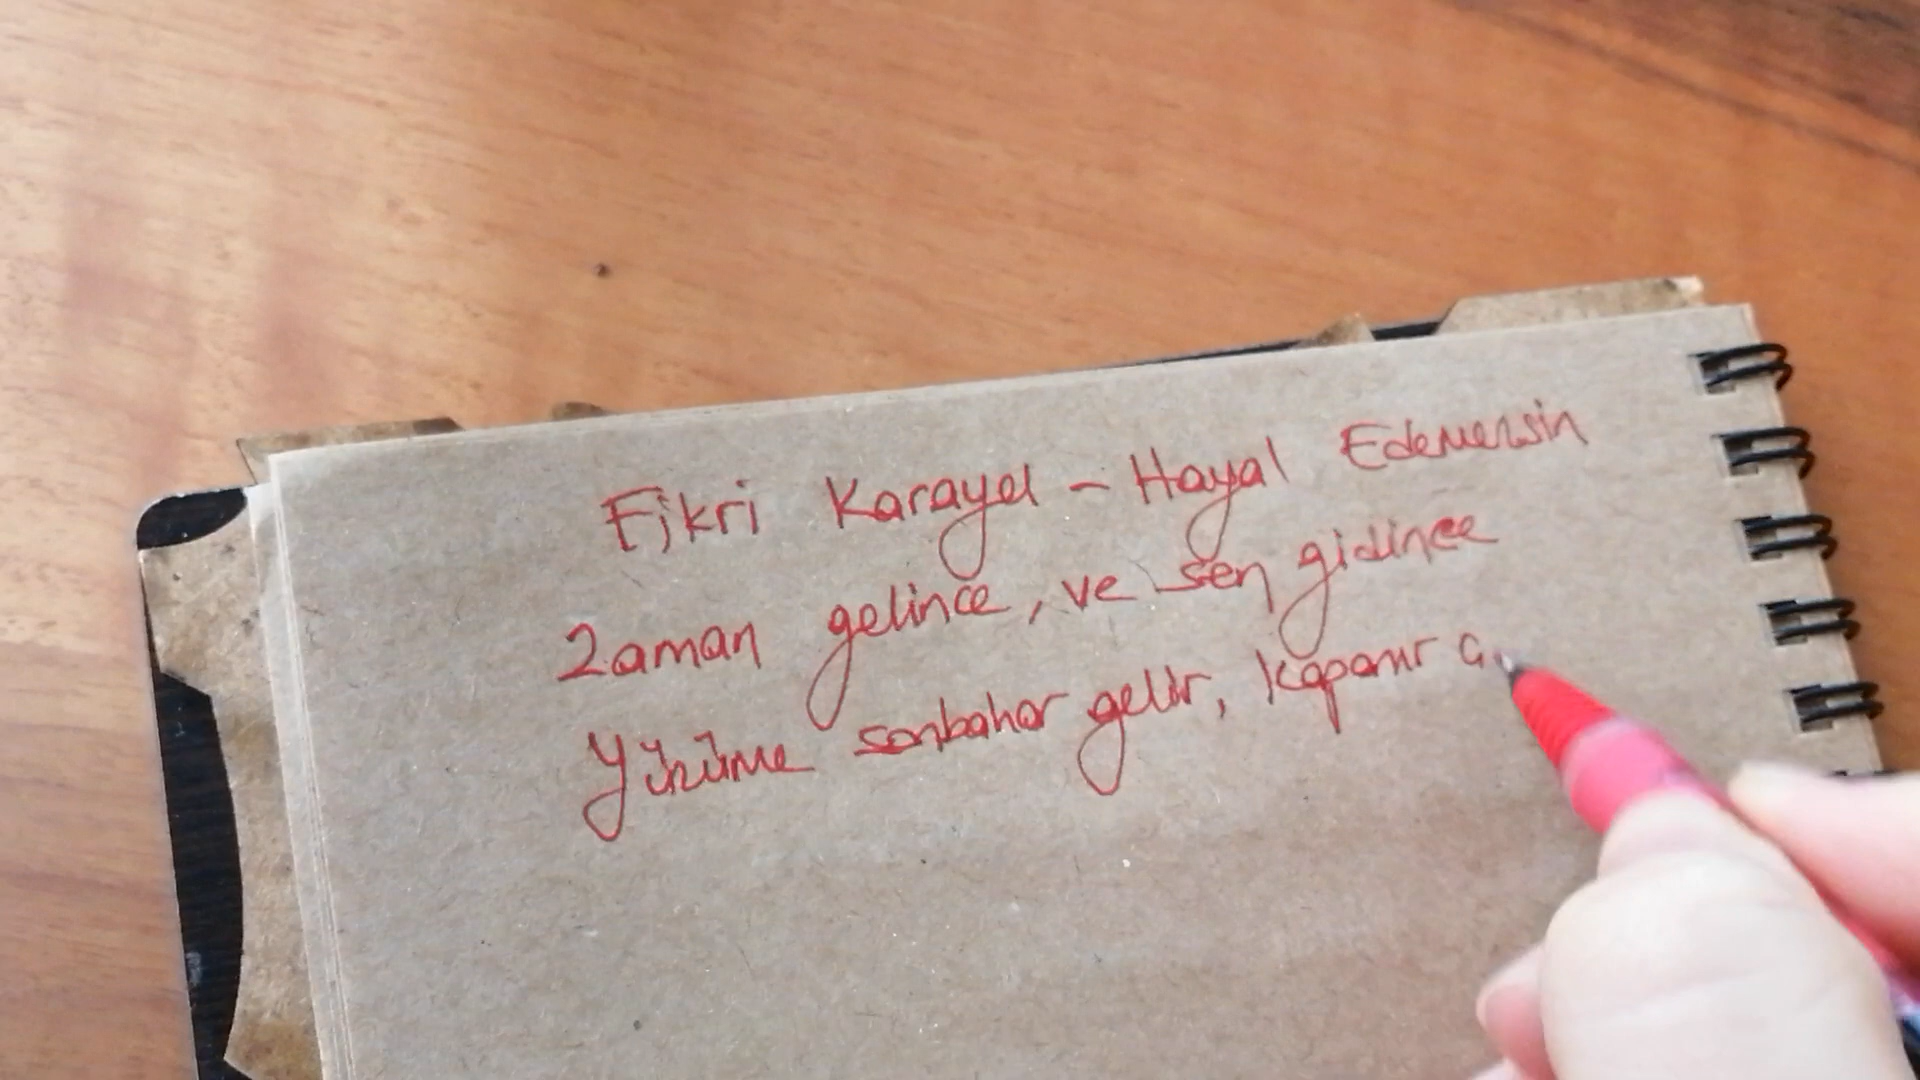 Fikri Karayel - Hayal Edemezsin
Zaman gelince, ve sen gidince
Yüzüme sonbahar gelir, kapanır